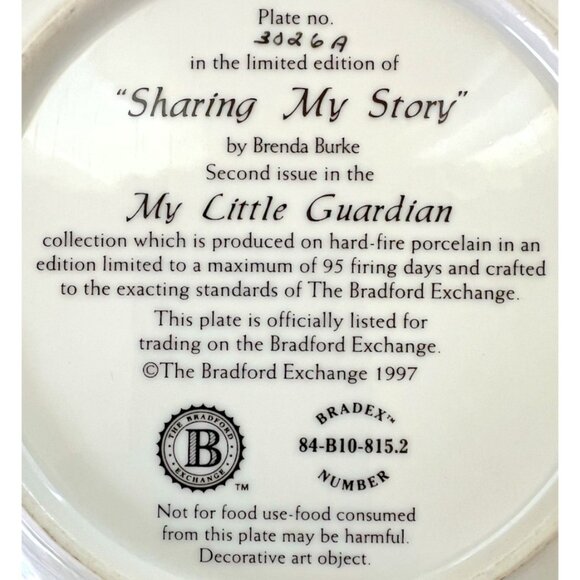 Plate no.
3026A
in the limited edition of
"Sharing My Story"
by Brenda Burke
Second issue in the
My Little Guardian
collection which is produced on hard-fire porcelain in an
edition limited to a maximum of 95 firing days and crafted
to the exacting standards of The Bradford Exchange.
This plate is officially listed for
trading on the Bradford Exchange.
©The Bradford Exchange 1997
THE BRADFORD
B
EXCHANGE
TM
BRADEX™
84-B10-815.2
NUMBER
Not for food use-food consumed
from this plate may be harmful.
Decorative art object.